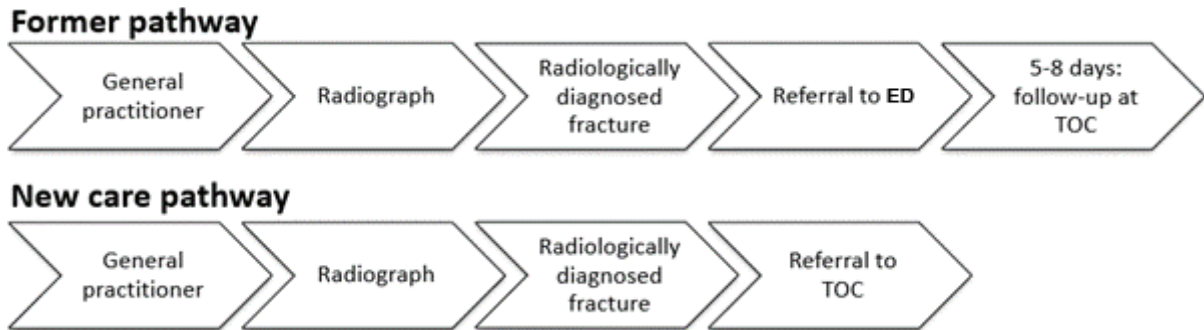 Former pathway
General
practitioner
Radiograph
Radiologically
diagnosed
fracture
Referral to ED
5-8 days:
follow-up at
TOC
New care pathway
General
practitioner
Radiograph
Radiologically
diagnosed
fracture
Referral to
TOC